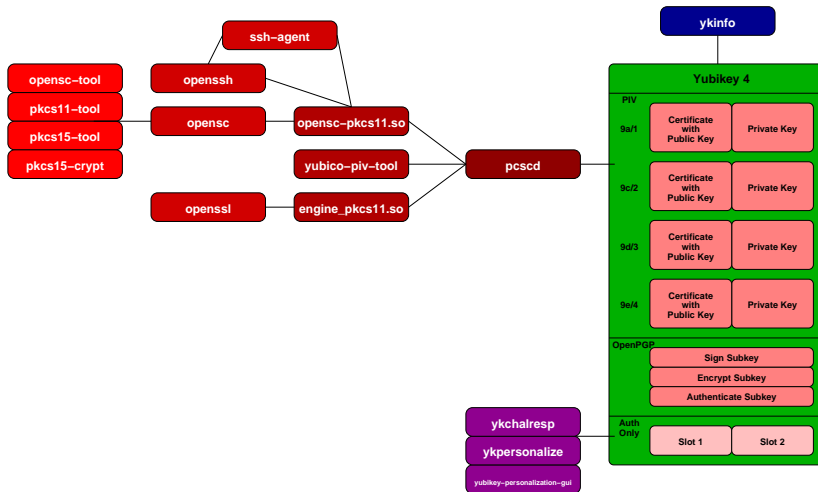 ykinfo
ssh-agent
openssh
opensc-tool
pkcs11-tool
pkcs15-tool
pkcs15-crypt
opensc
opensc-pkcs11.so
yubico-piv-tool
pcscd
openssl
engine_pkcs11.so
Yubikey 4
PIV
9a/1
Certificate
with
Public Key
Private Key
9c/2
Certificate
with
Public Key
Private Key
9d/3
Certificate
with
Public Key
Private Key
9e/4
Certificate
with
Public Key
Private Key
OpenPGP
Sign Subkey
Encrypt Subkey
Authenticate Subkey
Auth
Only
Slot 1
Slot 2
ykchalresp
ykpersonalize
yubikey-personalization-gui